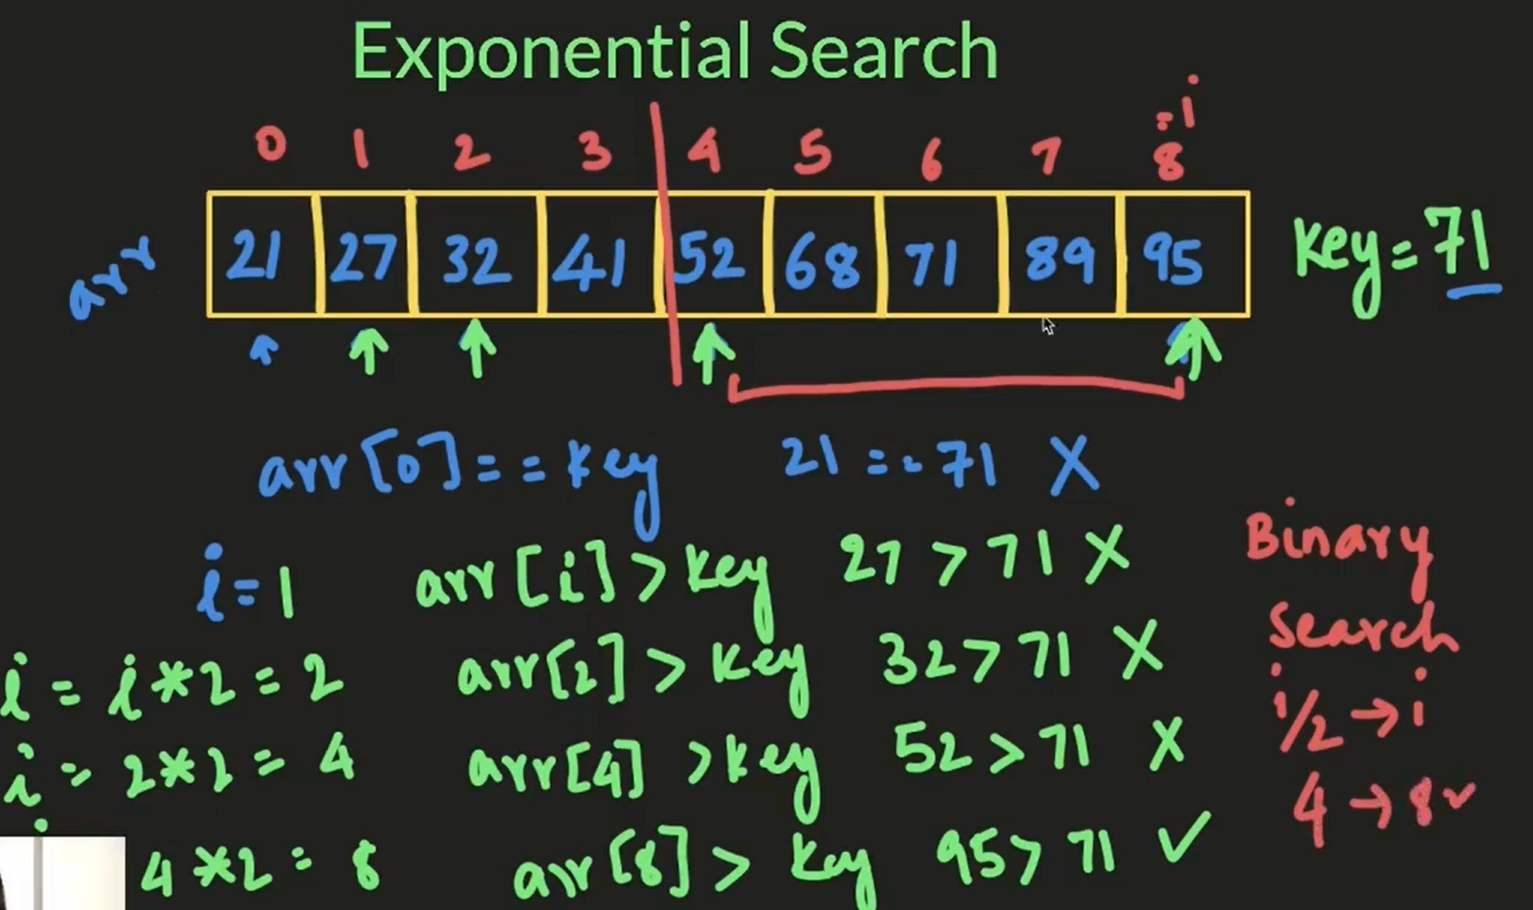 Exponential Search
= i
0 1 2 3 4 5 6 7 8
arr 21 27 32 41 52 68 71 89 95 key = 71
arr[0] == key 21 == 71 X
i = 1 arr[i] > key 27 > 71 X
i = i*2 = 2 arr[2] > key 32 > 71 X
i = 2*2 = 4 arr[4] > key 52 > 71 X
i 4*2 = 8 arr[8] > key 95 > 71 ✓
Binary
Search
i/2 → i
4 → 8 ✓